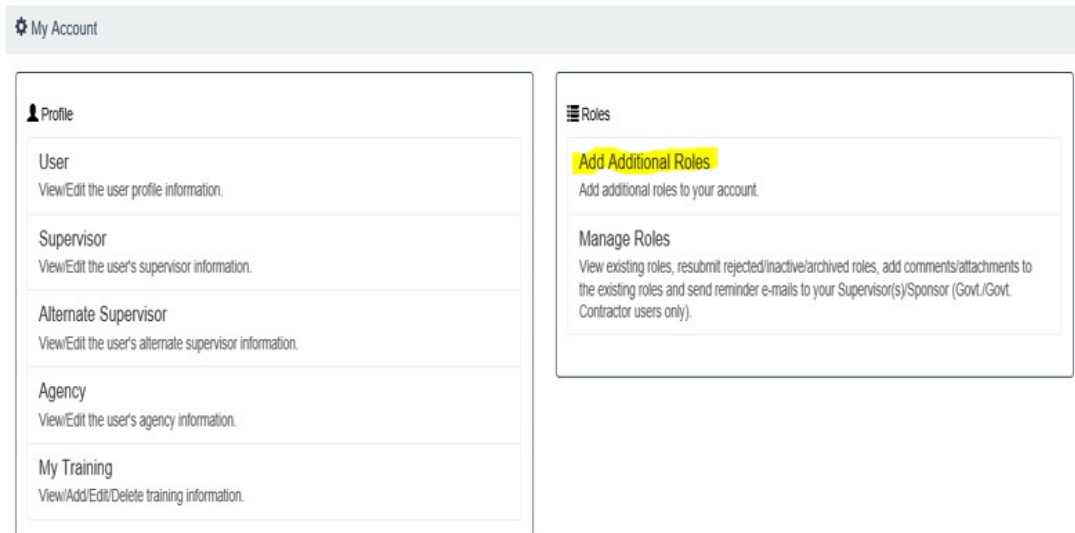 My Account
Profile
User
View/Edit the user profile information.
Supervisor
View/Edit the user's supervisor information.
Alternate Supervisor
View/Edit the user's alternate supervisor information.
Agency
View/Edit the user's agency information.
My Training
View/Add/Edit/Delete training information.
Roles
Add Additional Roles
Add additional roles to your account.
Manage Roles
View existing roles, resubmit rejected/inactive/archived roles, add comments/attachments to
the existing roles and send reminder e-mails to your Supervisor(s)/Sponsor (Govt./Govt.
Contractor users only).